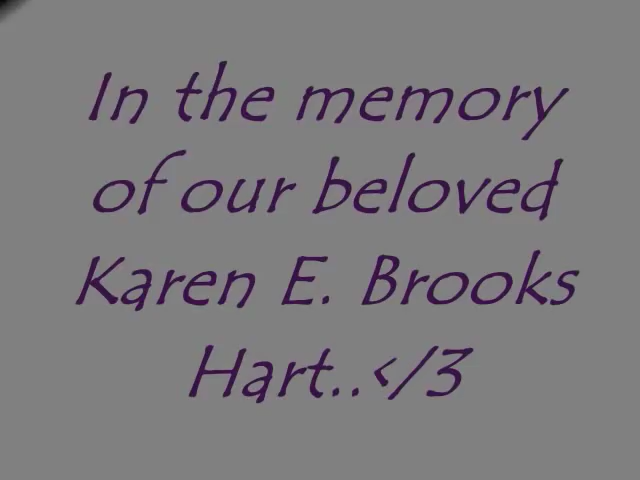 In the memory
of our beloved
Karen E. Brooks
Hart..</3